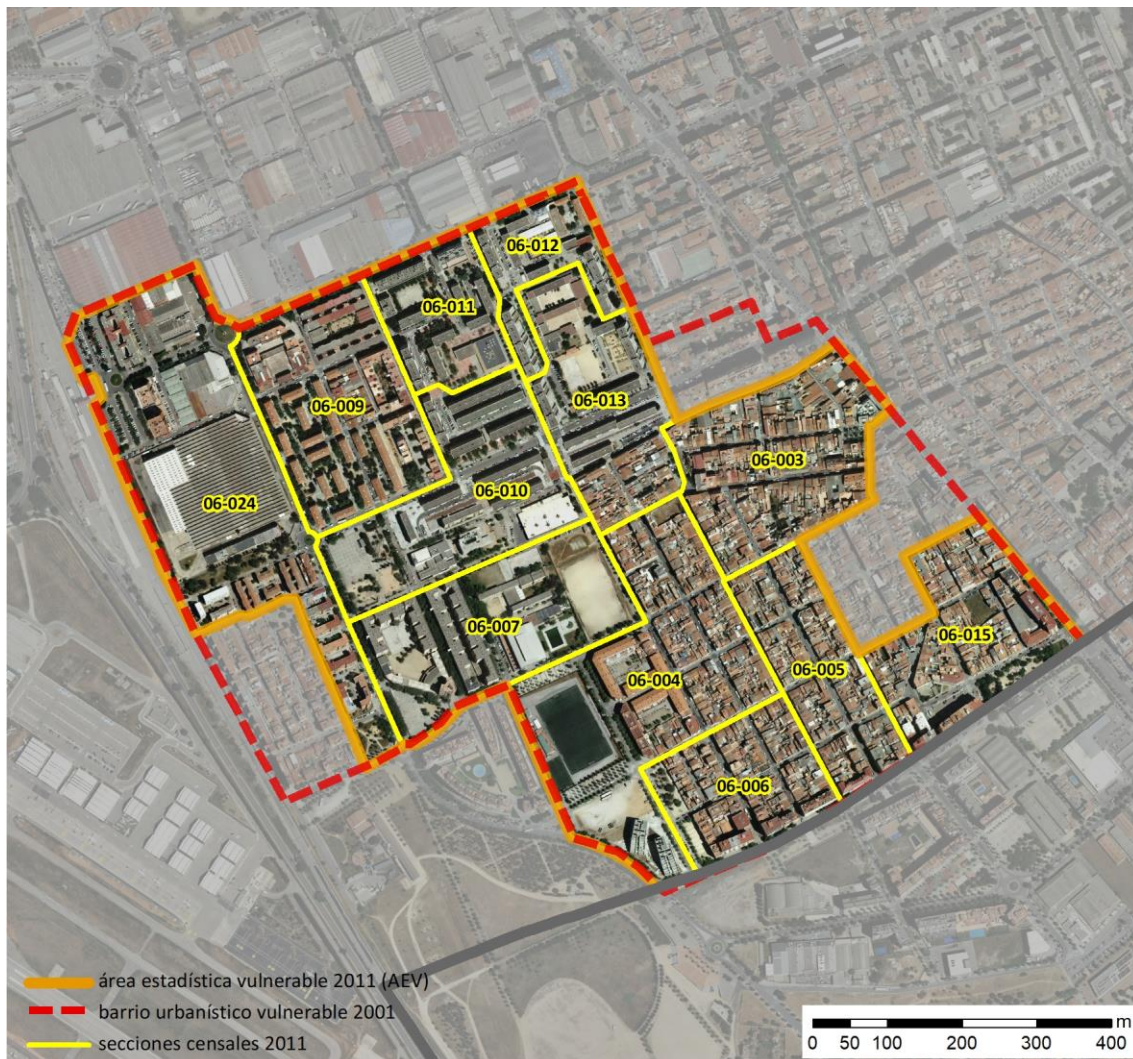 06-012
06-011
06-009
06-013
06-003
06-024
06-010
06-007
06-004
06-005
06-015
06-006
área estadística vulnerable 2011 (AEV)
barrio urbanístico vulnerable 2001
secciones censales 2011
m
0 50 100 200 300 400